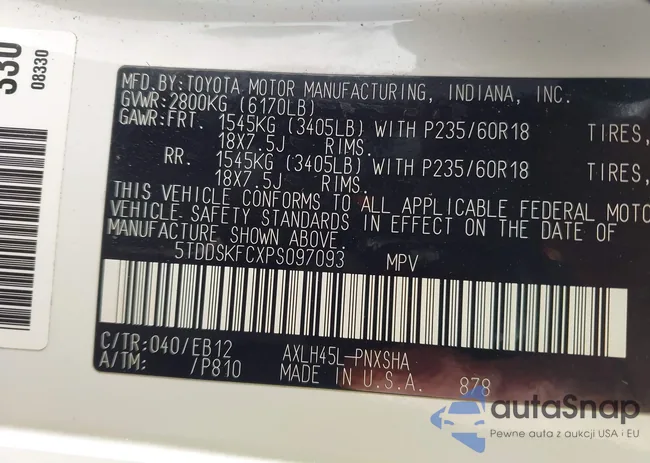 330
08330
MFD.BY:TOYOTA MOTOR MANUFACTURING, INDIANA, INC.
GVWR:2800KG (6170LB)
GAWR:FRT. 1545KG (3405LB) WITH P235/60R18 TIRES,
18X7.5J RIMS.
RR. 1545KG (3405LB) WITH P235/60R18 TIRES,
18X7.5J RIMS.
THIS VEHICLE CONFORMS TO ALL APPLICABLE FEDERAL MOTO
VEHICLE SAFETY STANDARDS IN EFFECT ON THE DATE OF
MANUFACTURE SHOWN ABOVE.
5TDDSKFCXPS097093 MPV
C/TR:040/EB12 AXLH45L-PNXSHA
A/TM: /P810 MADE IN U.S.A. 878
autaSnap
Pewne auta z aukcji USA i EU